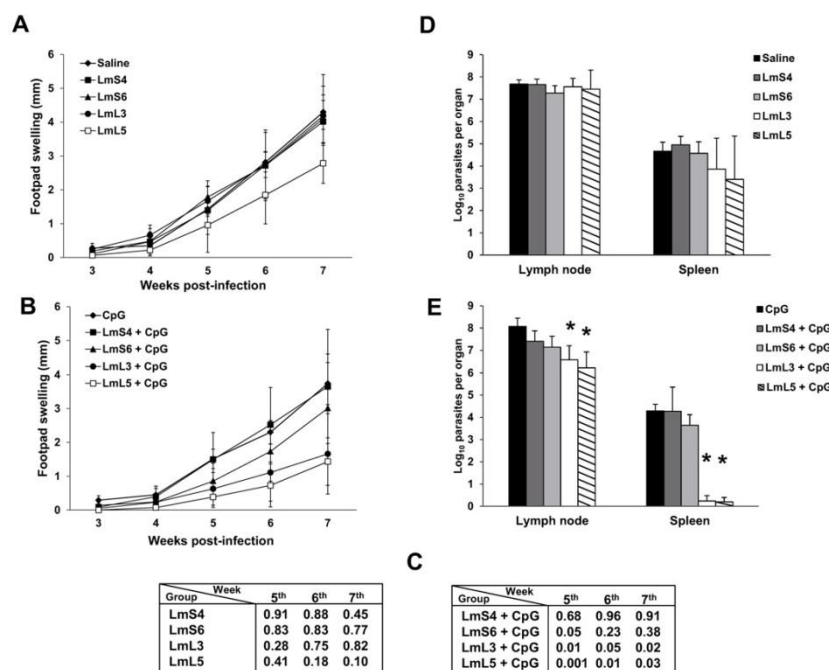 A
Footpad swelling (mm)
6
5
4
3
2
1
0
3 4 5 6 7
Weeks post-infection
Saline
LmS4
LmS6
LmL3
LmL5
D
Log10 parasites per organ
9
8
7
6
5
4
3
2
1
0
Lymph node Spleen
Saline
LmS4
LmS6
LmL3
LmL5
B
Footpad swelling (mm)
6
5
4
3
2
1
0
3 4 5 6 7
Weeks post-infection
CpG
LmS4 + CpG
LmS6 + CpG
LmL3 + CpG
LmL5 + CpG
E
Log10 parasites per organ
9
8
7
6
5
4
3
2
1
0
* *
* *
Lymph node Spleen
CpG
LmS4 + CpG
LmS6 + CpG
LmL3 + CpG
LmL5 + CpG
C
Week
Group 5th 6th 7th
LmS4 0.91 0.88 0.45
LmS6 0.83 0.83 0.77
LmL3 0.28 0.75 0.82
LmL5 0.41 0.18 0.10
Week
Group 5th 6th 7th
LmS4 + CpG 0.68 0.96 0.91
LmS6 + CpG 0.05 0.23 0.38
LmL3 + CpG 0.01 0.05 0.02
LmL5 + CpG 0.001 0.01 0.03